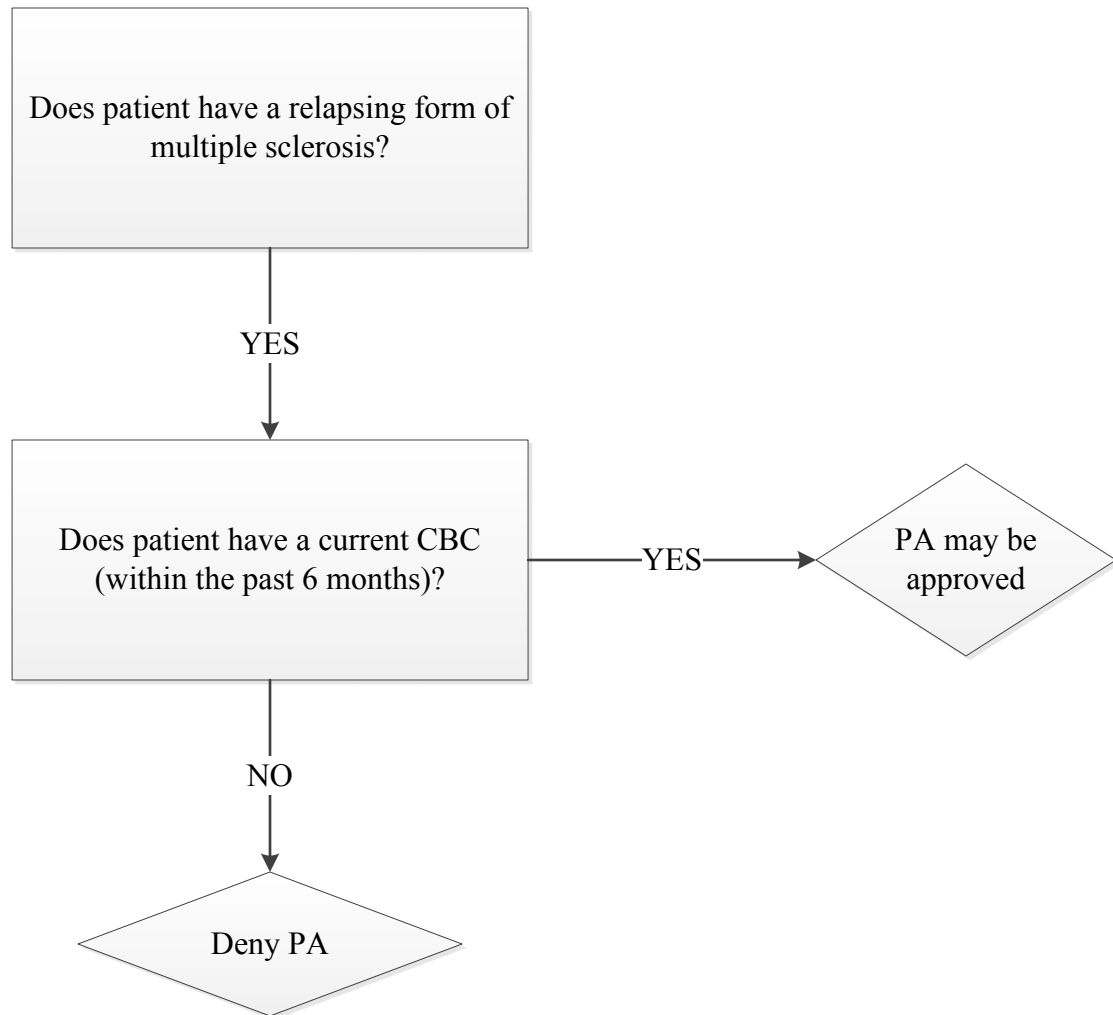 Does patient have a relapsing form of
multiple sclerosis?
YES
Does patient have a current CBC
(within the past 6 months)?
YES
PA may be
approved
NO
Deny PA